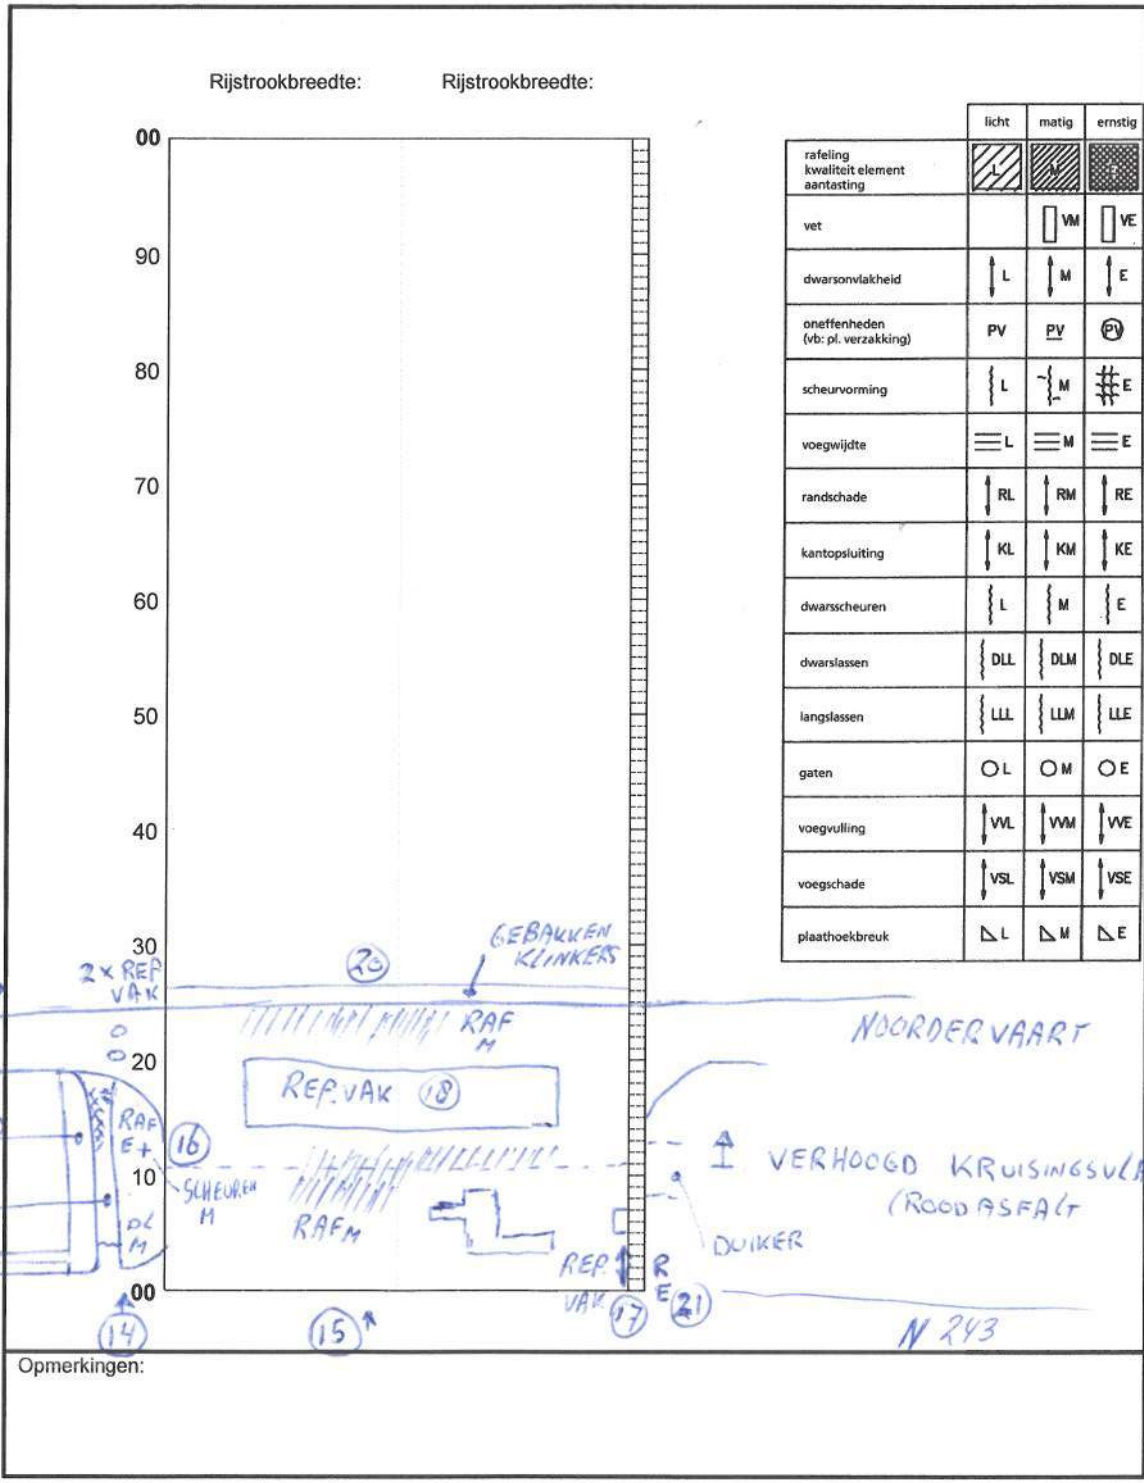 Rijstrookbreedte: Rijstrookbreedte:
licht matig ernstig
rafeling
kwaliteit element
aantasting
L M E
vet VM VE
dwarsonvlakheid L M E
oneffenheden
(vb: pl. verzakking)
PV PV PV
scheurvorming L M E
voegwijdte L M E
randschade RL RM RE
kantopsluiting KL KM KE
dwarsscheuren L M E
dwarslassen DLL DLM DLE
langslassen LLL LLM LLE
gaten L M E
voegvulling VVL VVM VVE
voegschade VSL VSM VSE
plaathoekbreuk L M E
00
90
80
70
60
50
40
30
20
10
00
GEBAKKEN
KLINKERS
20
2 x REP
VAK
RAF
M
NOORDERVAART
REP.VAK 18
RAF
E+
16
SCHEUREN
M
DL
M
RAF M
VERHOOGD KRUISINGSVLA
(ROOD ASFALT
DUIKER
REP.
VAK
R
E
14
15
17
21
N 243
Opmerkingen: